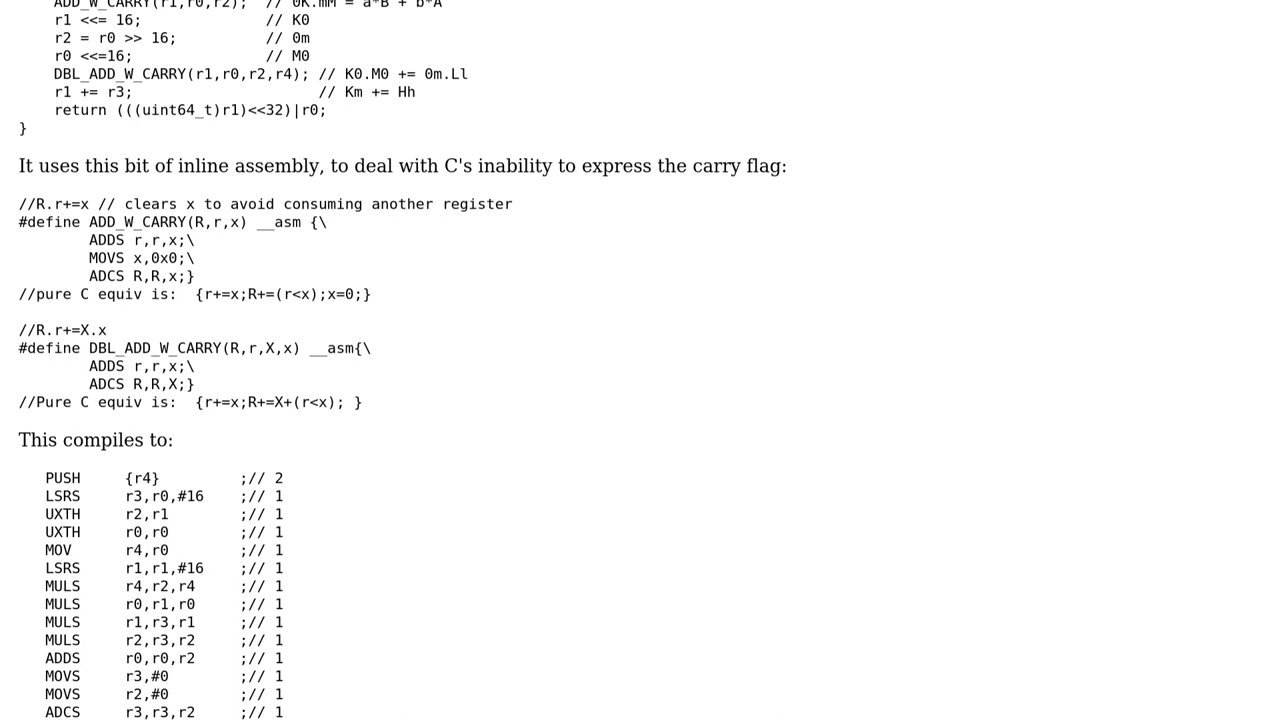 ADD_W_CARRY(r1,r0,r2);  // 0K.mM = a*B + b*A
    r1 <<= 16;              // K0
    r2 = r0 >> 16;          // 0m
    r0 <<=16;               // M0
    DBL_ADD_W_CARRY(r1,r0,r2,r4); // K0.M0 += 0m.Ll
    r1 += r3;                     // Km += Hh
    return (((uint64_t)r1)<<32)|r0;
}
It uses this bit of inline assembly, to deal with C's inability to express the carry flag:
//R.r+=x // clears x to avoid consuming another register
#define ADD_W_CARRY(R,r,x) __asm {\
        ADDS r,r,x;\
        MOVS x,0x0;\
        ADCS R,R,x;}
//pure C equiv is:  {r+=x;R+=(r<x);x=0;}
//R.r+=X.x
#define DBL_ADD_W_CARRY(R,r,X,x) __asm{\
        ADDS r,r,x;\
        ADCS R,R,X;}
//Pure C equiv is:  {r+=x;R+=X+(r<x); }
This compiles to:
   PUSH     {r4}         ;// 2
   LSRS     r3,r0,#16    ;// 1
   UXTH     r2,r1        ;// 1
   UXTH     r0,r0        ;// 1
   MOV      r4,r0        ;// 1
   LSRS     r1,r1,#16    ;// 1
   MULS     r4,r2,r4     ;// 1
   MULS     r0,r1,r0     ;// 1
   MULS     r1,r3,r1     ;// 1
   MULS     r2,r3,r2     ;// 1
   ADDS     r0,r0,r2     ;// 1
   MOVS     r3,#0        ;// 1
   MOVS     r2,#0        ;// 1
   ADCS     r3,r3,r2     ;// 1